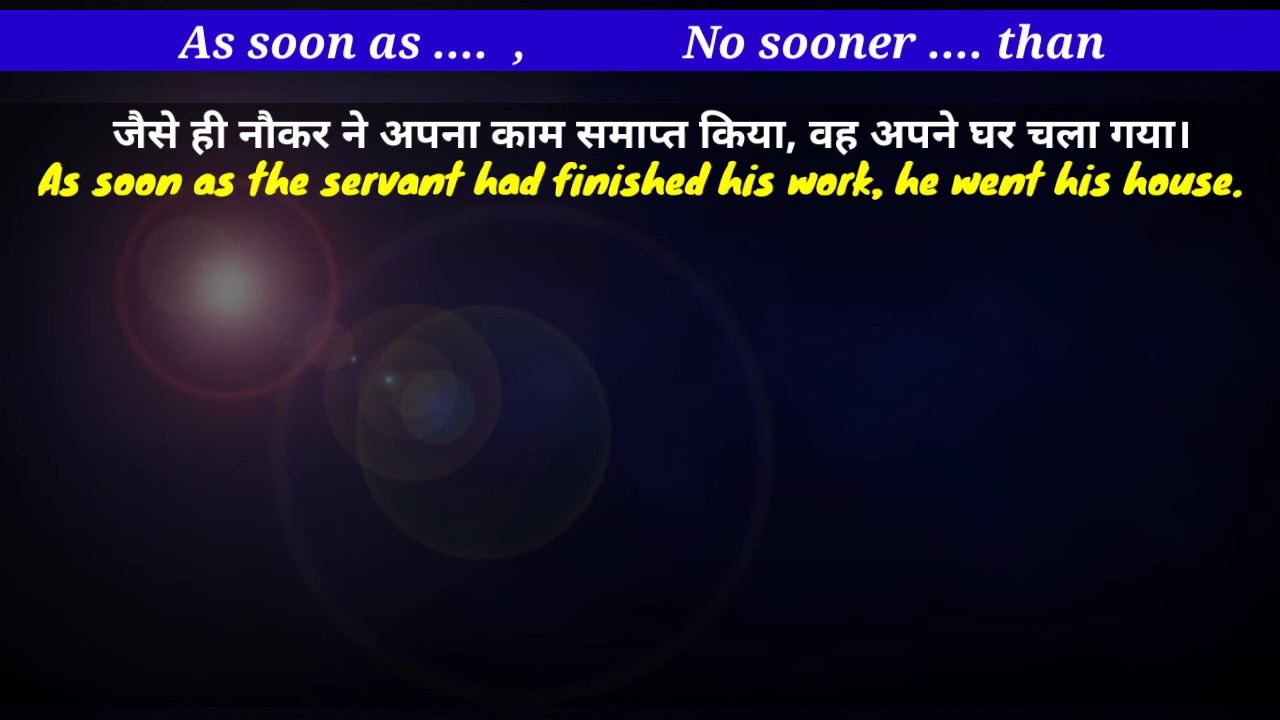 As soon as .... , No sooner .... than
जैसे ही नौकर ने अपना काम समाप्त किया, वह अपने घर चला गया।
As soon as the servant had finished his work, he went his house.